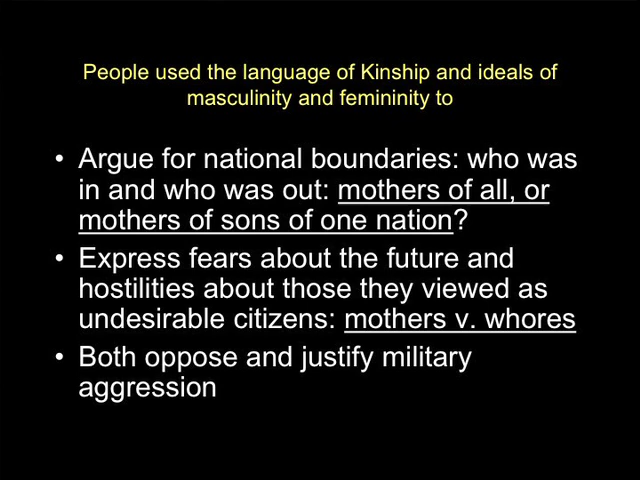 People used the language of Kinship and ideals of
masculinity and femininity to
• Argue for national boundaries: who was
in and who was out: mothers of all, or
mothers of sons of one nation?
• Express fears about the future and
hostilities about those they viewed as
undesirable citizens: mothers v. whores
• Both oppose and justify military
aggression